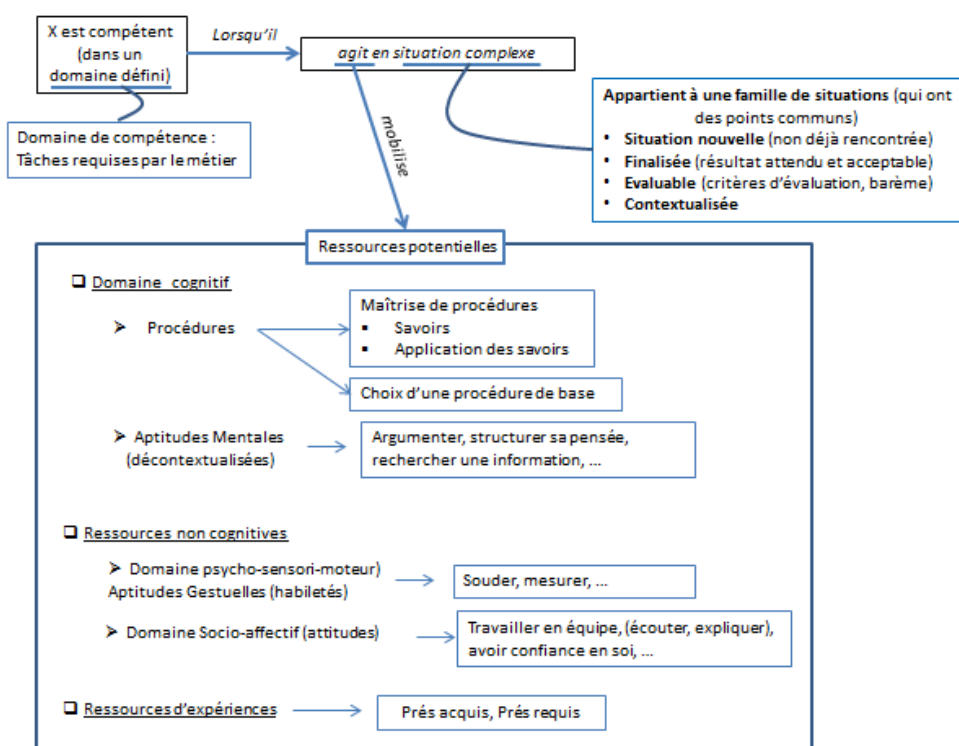 X est compétent
(dans un
domaine défini)
Lorsqu'il
agit en situation complexe
Domaine de compétence :
Tâches requises par le métier
mobilise
Appartient à une famille de situations (qui ont
des points communs)
• Situation nouvelle (non déjà rencontrée)
• Finalisée (résultat attendu et acceptable)
• Evaluable (critères d'évaluation, barème)
• Contextualisée
Ressources potentielles
❑ Domaine cognitif
➢ Procédures
Maîtrise de procédures
▪ Savoirs
▪ Application des savoirs
Choix d'une procédure de base
➢ Aptitudes Mentales
(décontextualisées)
Argumenter, structurer sa pensée,
rechercher une information, ...
❑ Ressources non cognitives
➢ Domaine psycho-sensori-moteur)
Aptitudes Gestuelles (habiletés)
Souder, mesurer, ...
➢ Domaine Socio-affectif (attitudes)
Travailler en équipe, (écouter, expliquer),
avoir confiance en soi, ...
❑ Ressources d'expériences
Prés acquis, Prés requis